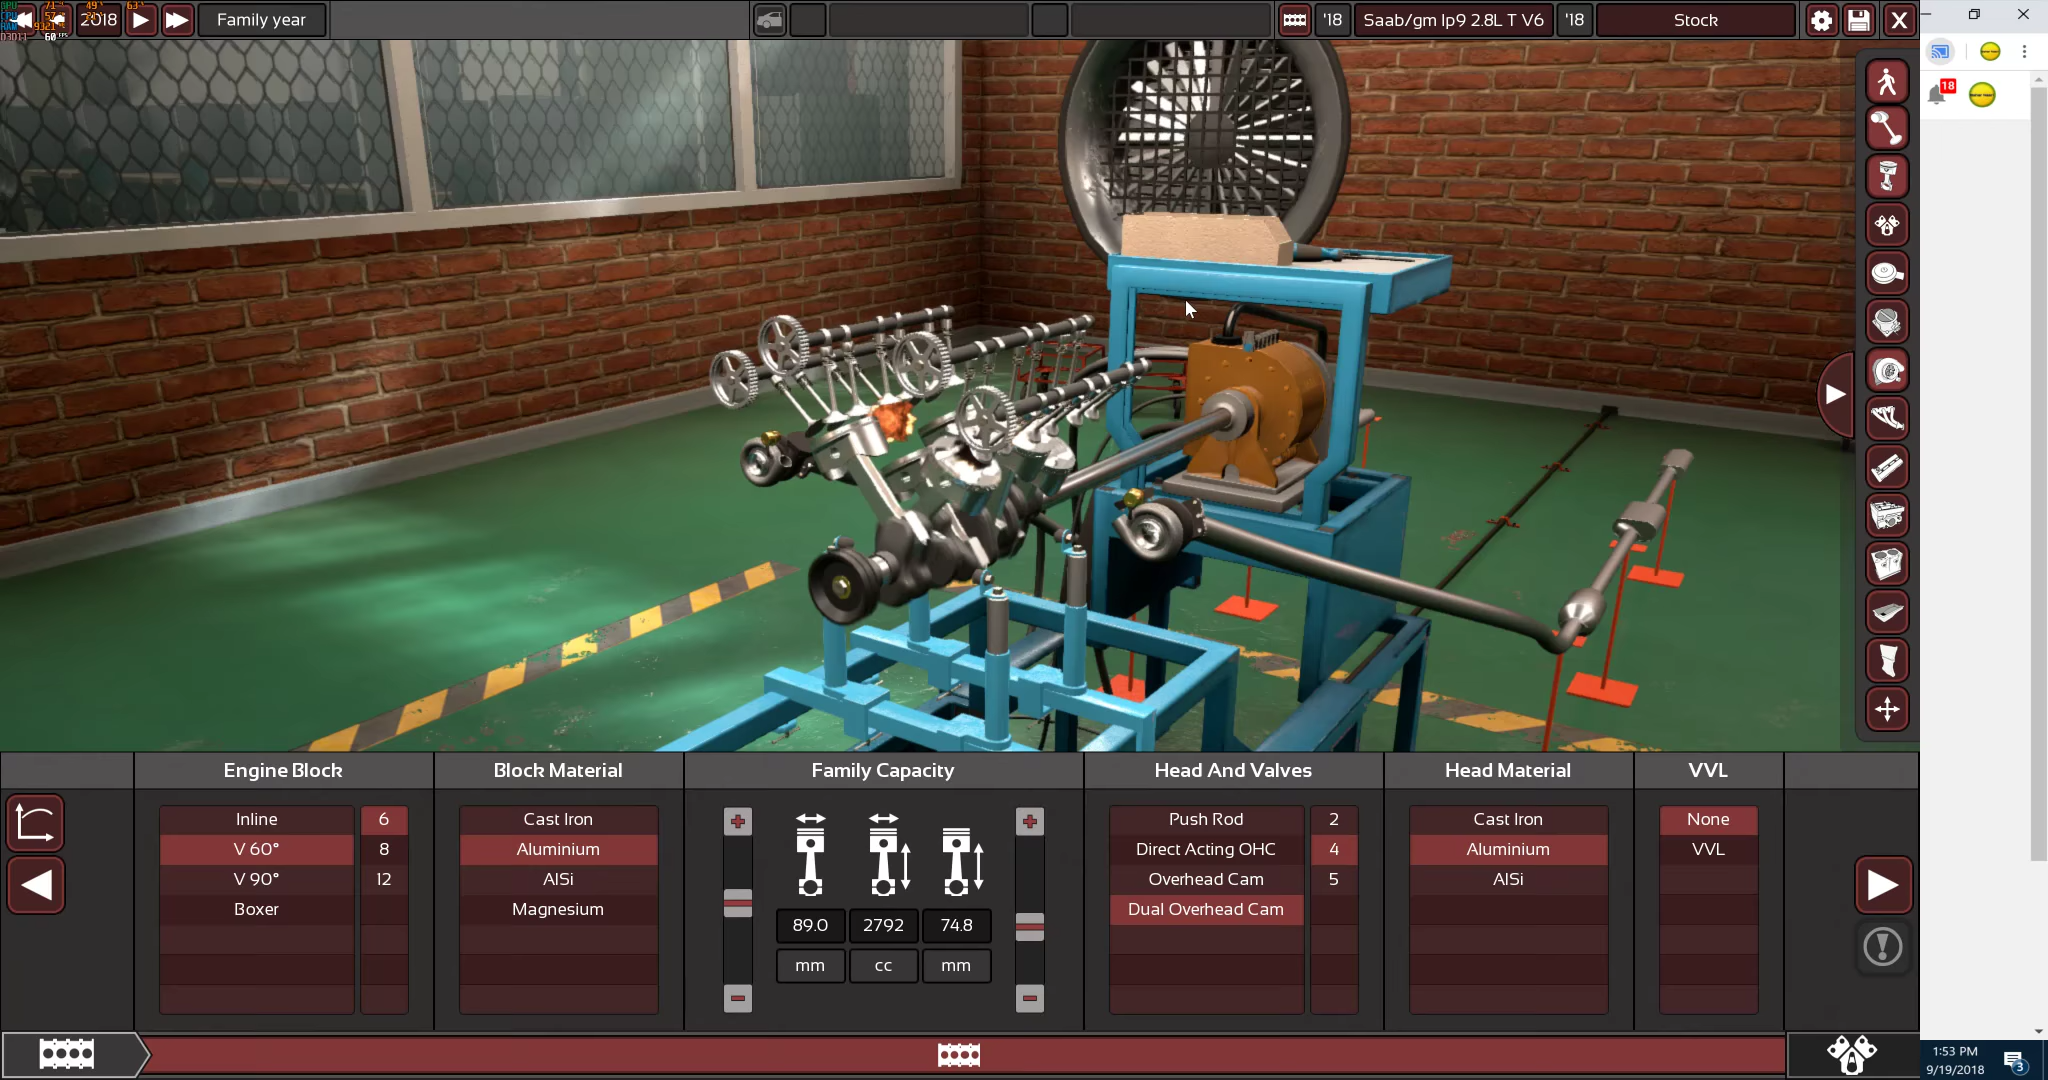 2018
Family year
'18
Saab/gm lp9 2.8L T V6
'18
Stock
18
Engine Block
Block Material
Family Capacity
Head And Valves
Head Material
VVL
Inline
6
V 60°
8
V 90°
12
Boxer
Cast Iron
Aluminium
AlSi
Magnesium
89.0
2792
74.8
mm
cc
mm
Push Rod
2
Direct Acting OHC
4
Overhead Cam
5
Dual Overhead Cam
Cast Iron
Aluminium
AlSi
None
VVL
1:53 PM
9/19/2018
3